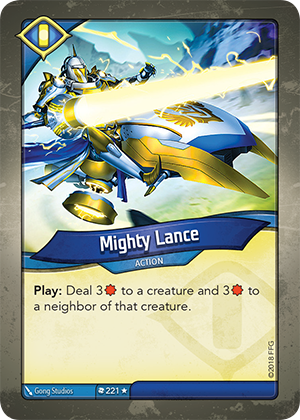 Mighty Lance
ACTION
Play: Deal 3 to a creature and 3 to
a neighbor of that creature.
©2018 FFG
Gong Studios
221